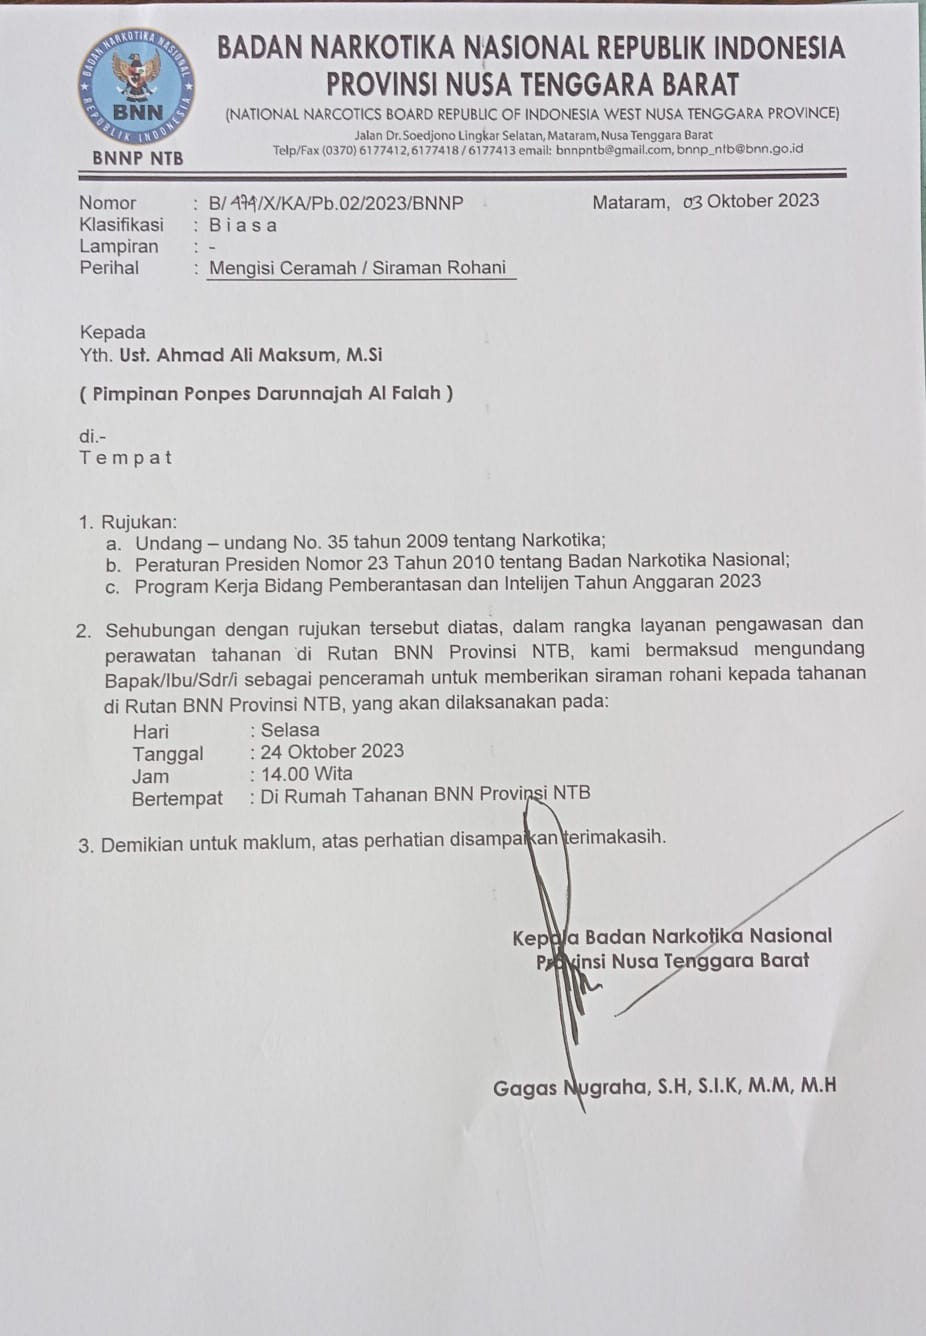 BADAN NARKOTIKA NASIONAL
REPUBLIK INDONESIA
BNN
BNNP NTB
BADAN NARKOTIKA NASIONAL REPUBLIK INDONESIA
PROVINSI NUSA TENGGARA BARAT
(NATIONAL NARCOTICS BOARD REPUBLIC OF INDONESIA WEST NUSA TENGGARA PROVINCE)
Jalan Dr. Soedjono Lingkar Selatan, Mataram, Nusa Tenggara Barat
Telp/Fax (0370) 6177412, 6177418 / 6177413 email: bnnpntb@gmail.com, bnnp_ntb@bnn.go.id
Nomor : B/ /X/KA/Pb.02/2023/BNNP Mataram, 03 Oktober 2023
Klasifikasi : B i a s a
Lampiran : -
Perihal : Mengisi Ceramah / Siraman Rohani
Kepada
Yth. Ust. Ahmad Ali Maksum, M.Si
( Pimpinan Ponpes Darunnajah Al Falah )
di.-
T e m p a t
1. Rujukan:
a. Undang – undang No. 35 tahun 2009 tentang Narkotika;
b. Peraturan Presiden Nomor 23 Tahun 2010 tentang Badan Narkotika Nasional;
c. Program Kerja Bidang Pemberantasan dan Intelijen Tahun Anggaran 2023
2. Sehubungan dengan rujukan tersebut diatas, dalam rangka layanan pengawasan dan
perawatan tahanan di Rutan BNN Provinsi NTB, kami bermaksud mengundang
Bapak/Ibu/Sdr/i sebagai penceramah untuk memberikan siraman rohani kepada tahanan
di Rutan BNN Provinsi NTB, yang akan dilaksanakan pada:
Hari : Selasa
Tanggal : 24 Oktober 2023
Jam : 14.00 Wita
Bertempat : Di Rumah Tahanan BNN Provinsi NTB
3. Demikian untuk maklum, atas perhatian disampaikan terimakasih.
Kepala Badan Narkotika Nasional
Provinsi Nusa Tenggara Barat
Gagas Nugraha, S.H, S.I.K, M.M, M.H